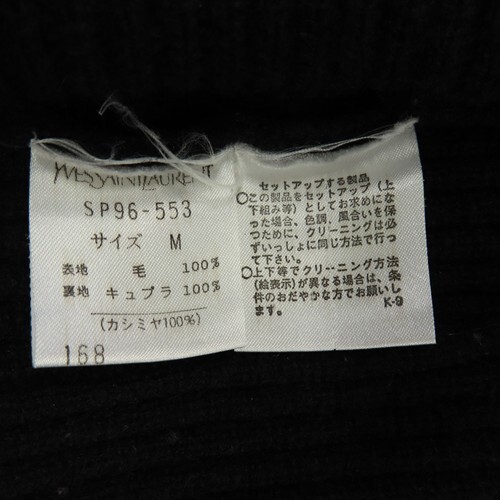 YVES SAINT LAURENT
SP96-553
サイズ M
表地 毛 100%
裏地 キュプラ 100%
(カシミヤ100%)
168
セットアップする製品
○この製品をセットアップ(上
下組み等)としてお求めにな
った場合、色調、風合いを保
つために、クリーニングは必
ずいっしょに同じ方法で行っ
て下さい。
○上下等でクリーニング方法
(絵表示)が異なる場合は、条
件のおだやかな方でお願いし
ます。 K-9